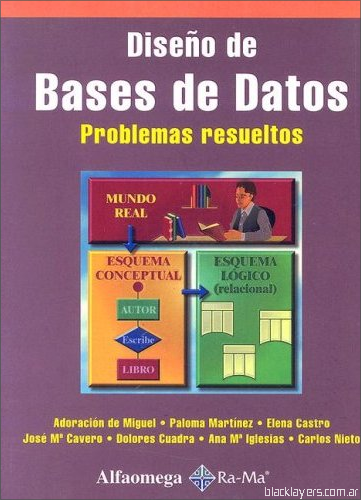 Diseño de
Bases de Datos
Problemas resueltos
MUNDO
REAL
ESQUEMA
CONCEPTUAL
AUTOR
Escribe
LIBRO
ESQUEMA
LÓGICO
(relacional)
Adoración de Miguel • Paloma Martínez • Elena Castro
José Mª Cavero • Dolores Cuadra • Ana Mª Iglesias • Carlos Nieto
Alfaomega Ra-Ma®
blacklayers.com.ar